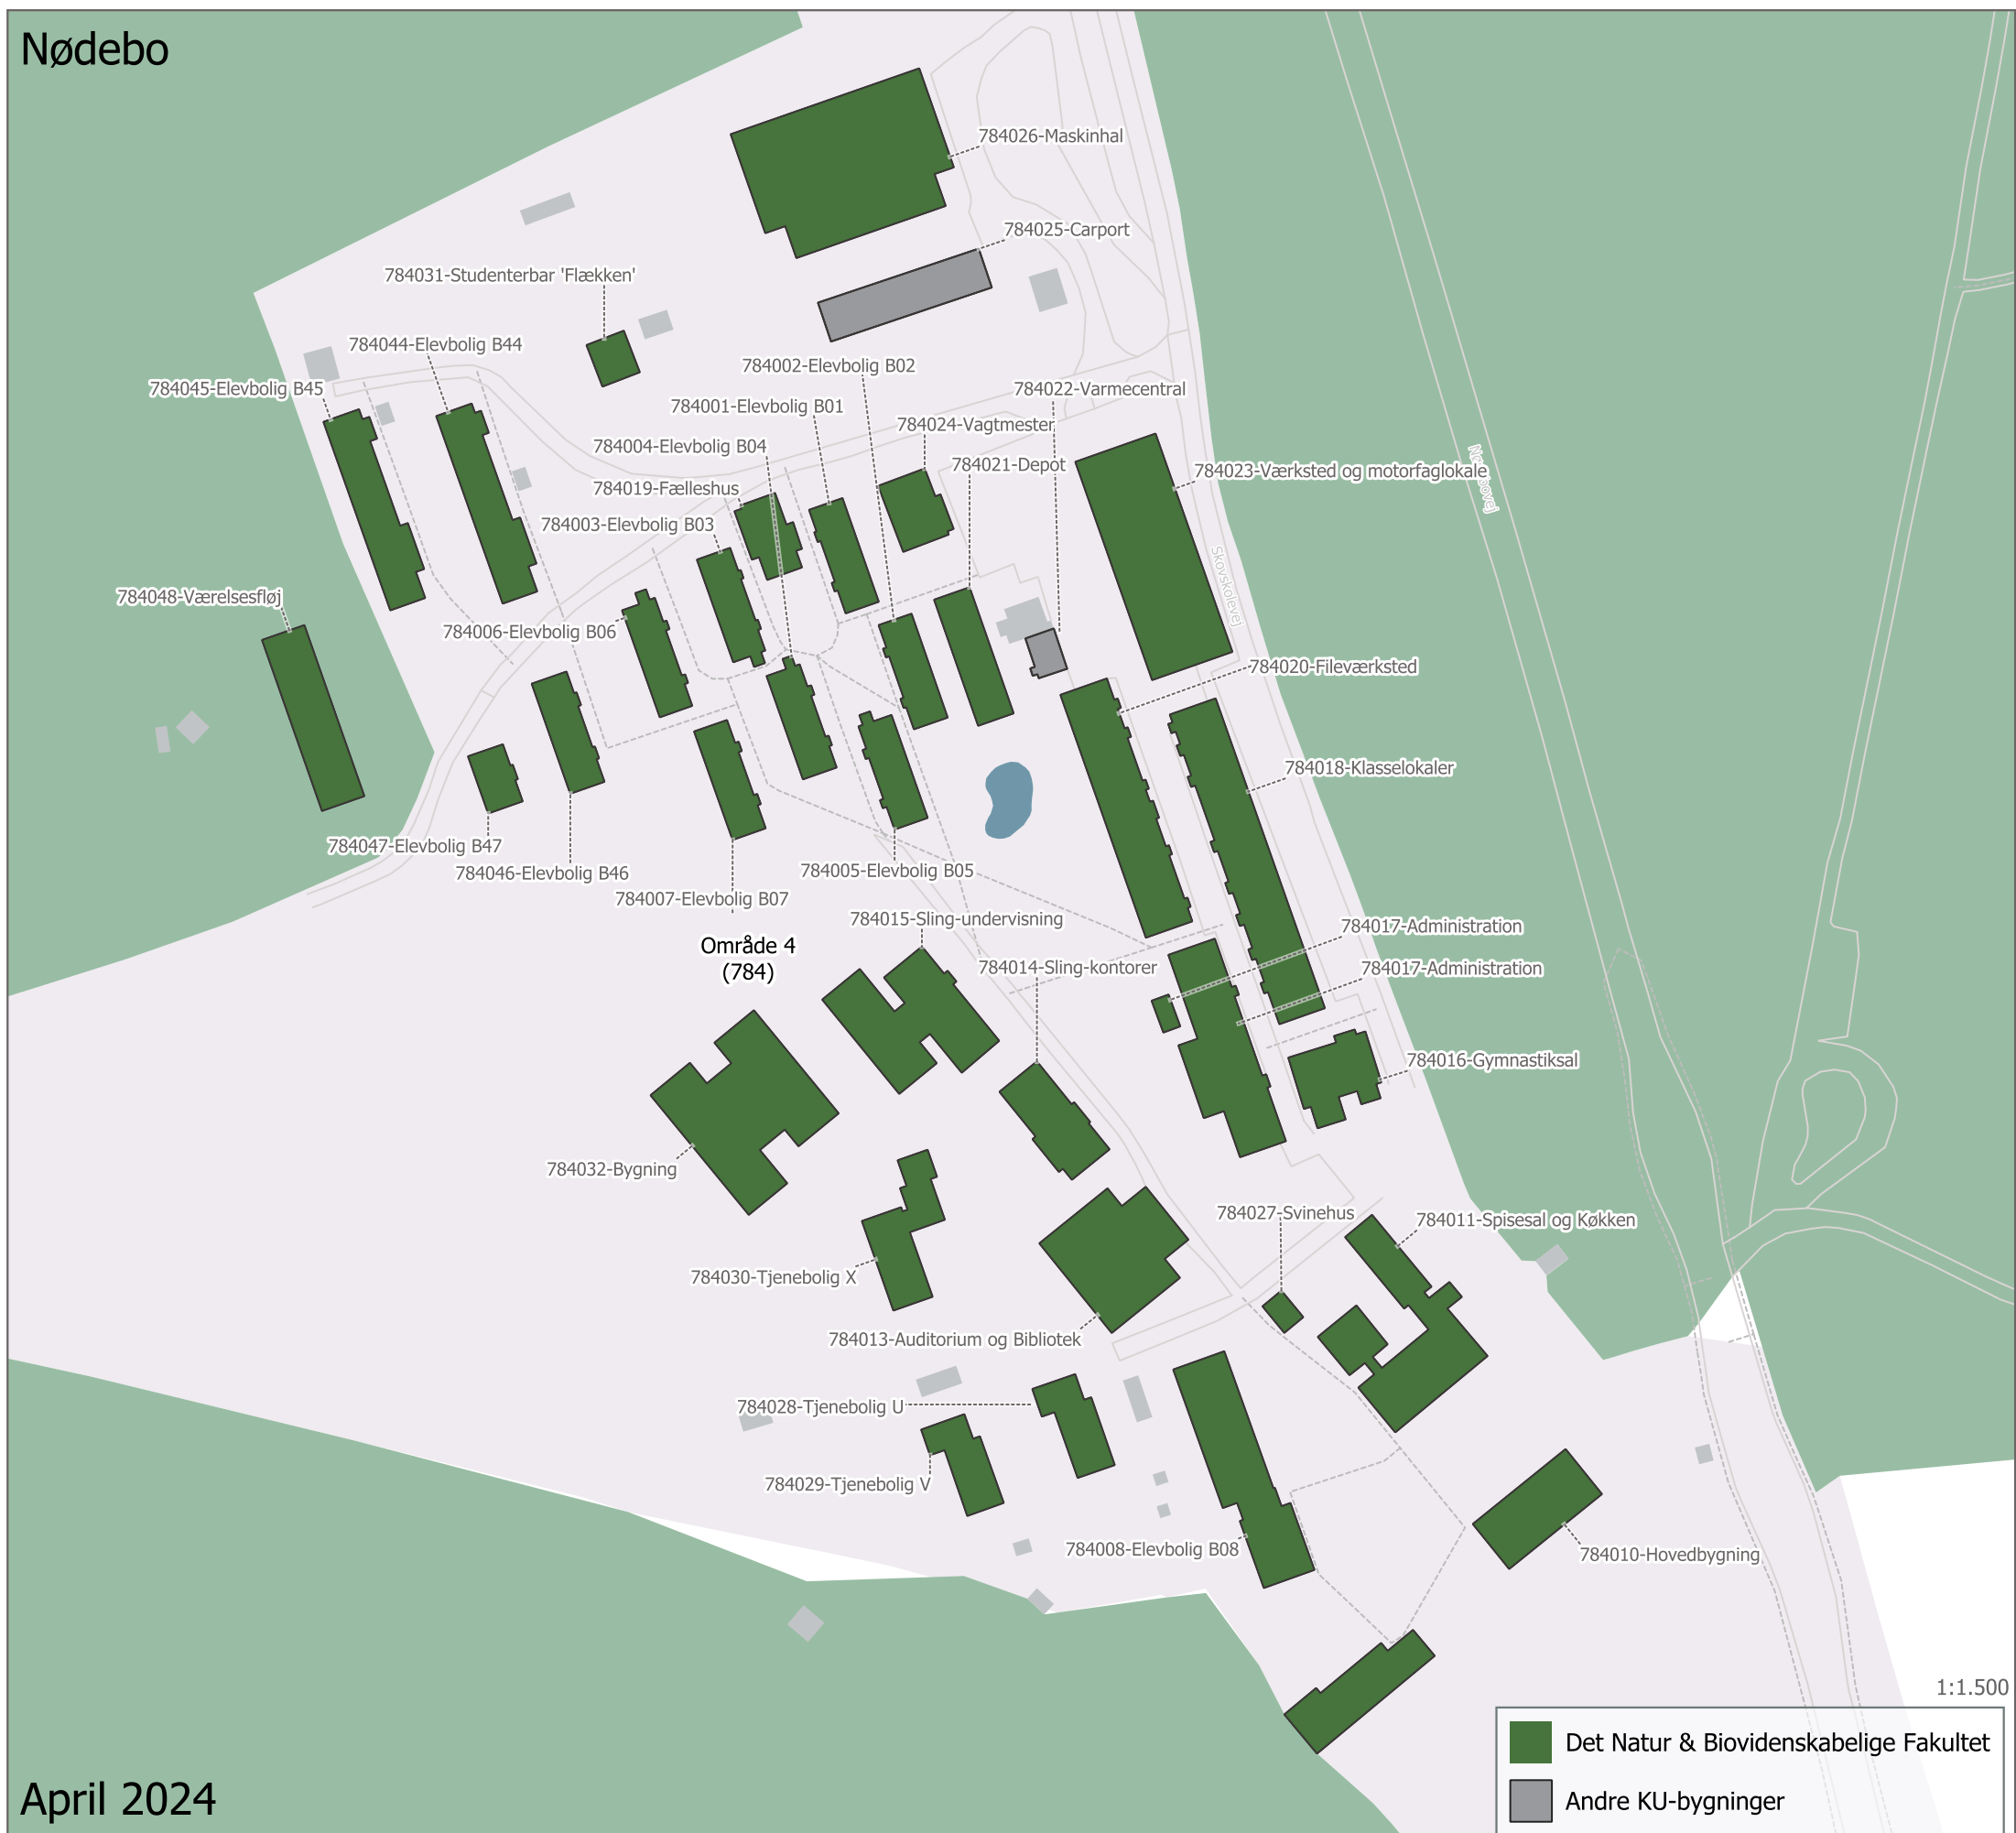 Nødebo
784026-Maskinhal
784025-Carport
784031-Studenterbar 'Flækken'
784044-Elevbolig B44
784002-Elevbolig B02
784045-Elevbolig B45
784022-Varmecentral
784001-Elevbolig B01
784024-Vagtmester
784004-Elevbolig B04
784021-Depot
784023-Værksted og motorfaglokale
784019-Fælleshus
784003-Elevbolig B03
Skovskolevej
784048-Værelsesfløj
784006-Elevbolig B06
784020-Fileværksted
784018-Klasselokaler
784047-Elevbolig B47
784046-Elevbolig B46
784005-Elevbolig B05
784007-Elevbolig B07
784015-Sling-undervisning
784017-Administration
Område 4
(784)
784014-Sling-kontorer
784017-Administration
784016-Gymnastiksal
784032-Bygning
784027-Svinehus
784011-Spisesal og Køkken
784030-Tjenebolig X
784013-Auditorium og Bibliotek
784028-Tjenebolig U
784029-Tjenebolig V
784008-Elevbolig B08
784010-Hovedbygning
1:1.500
Det Natur & Biovidenskabelige Fakultet
Andre KU-bygninger
April 2024